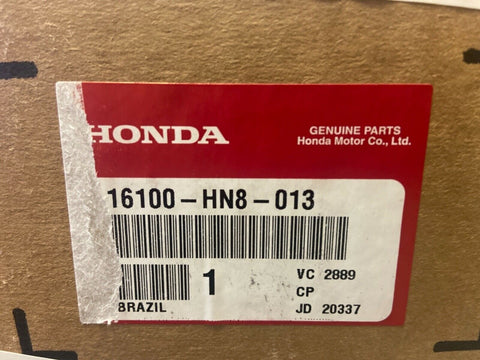 HONDA
GENUINE PARTS
Honda Motor Co., Ltd.
16100-HN8-013
1
VC 2889
CP
BRAZIL
JD 20337